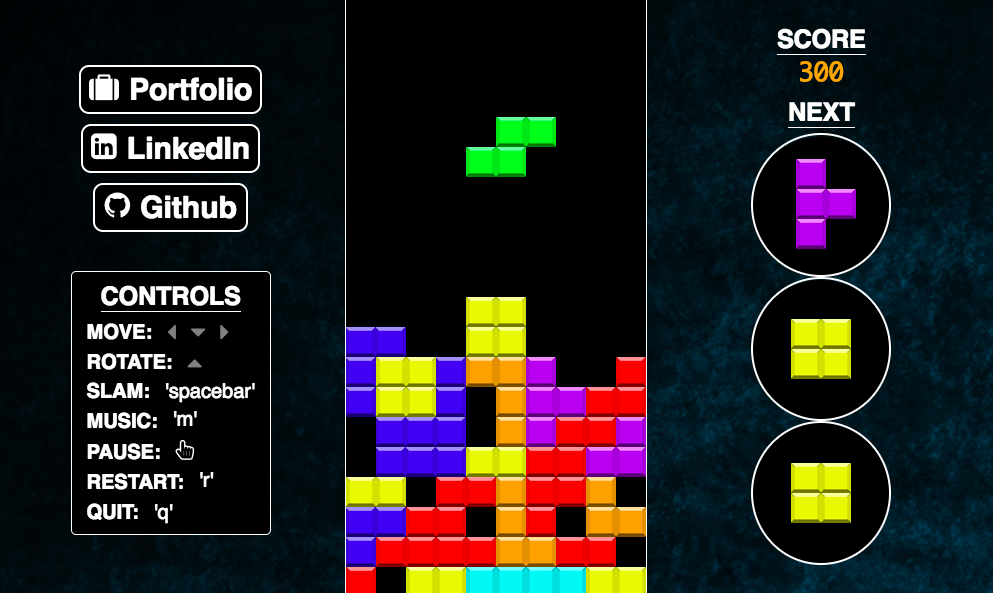 Portfolio
LinkedIn
Github
CONTROLS
MOVE:
ROTATE:
SLAM: 'spacebar'
MUSIC: 'm'
PAUSE:
RESTART: 'r'
QUIT: 'q'
SCORE
300
NEXT